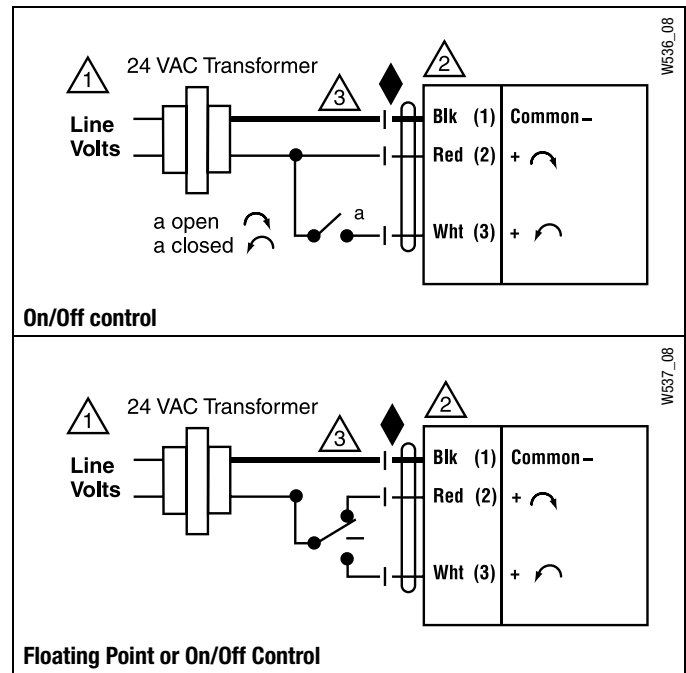 W536_08
1
24 VAC Transformer
3
2
Line
Volts
Blk (1) Common –
Red (2) +
a
a open
a closed
Wht (3) +
On/Off control
W537_08
1
24 VAC Transformer
3
2
Line
Volts
Blk (1) Common –
Red (2) +
Wht (3) +
Floating Point or On/Off Control